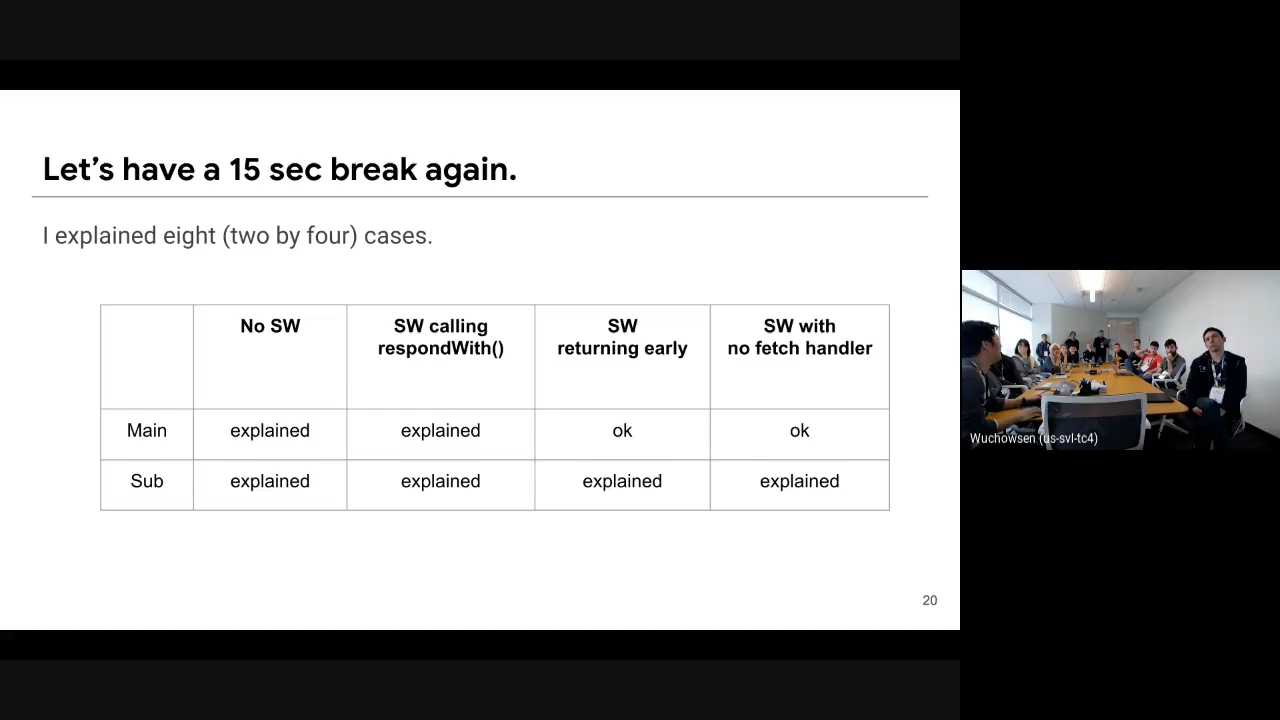 Let's have a 15 sec break again.
I explained eight (two by four) cases.
No SW
SW calling
respondWith()
SW
returning early
SW with
no fetch handler
Main explained explained ok ok
Sub explained explained explained explained
20
Wuchowsen (us-svl-tc4)